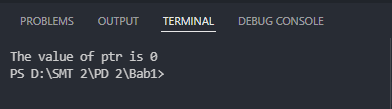 PROBLEMS OUTPUT TERMINAL DEBUG CONSOLE
The value of ptr is 0
PS D:\SMT 2\PD 2\Bab1>